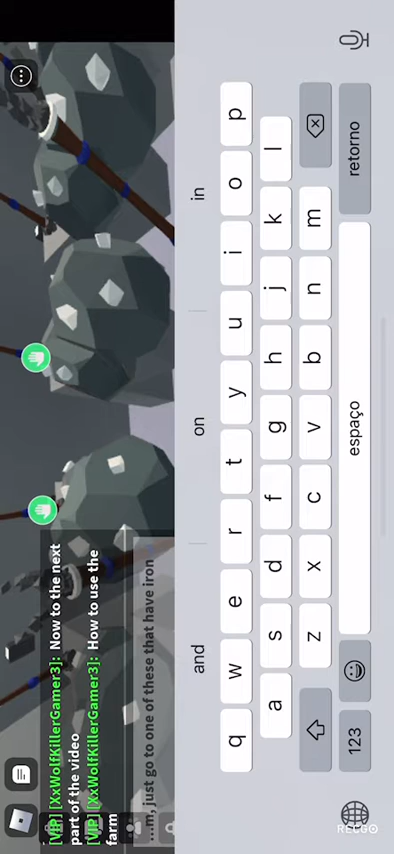 [VIP] [XxWolfKillerGamer3]: Now to the next
part of the video
[VIP] [XxWolfKillerGamer3]: How to use the
farm
...m, just go to one of these that have iron
and on in
q w e r t y u i o p
a s d f g h j k l
z x c v b n m
123 espaço retorno
RECGO